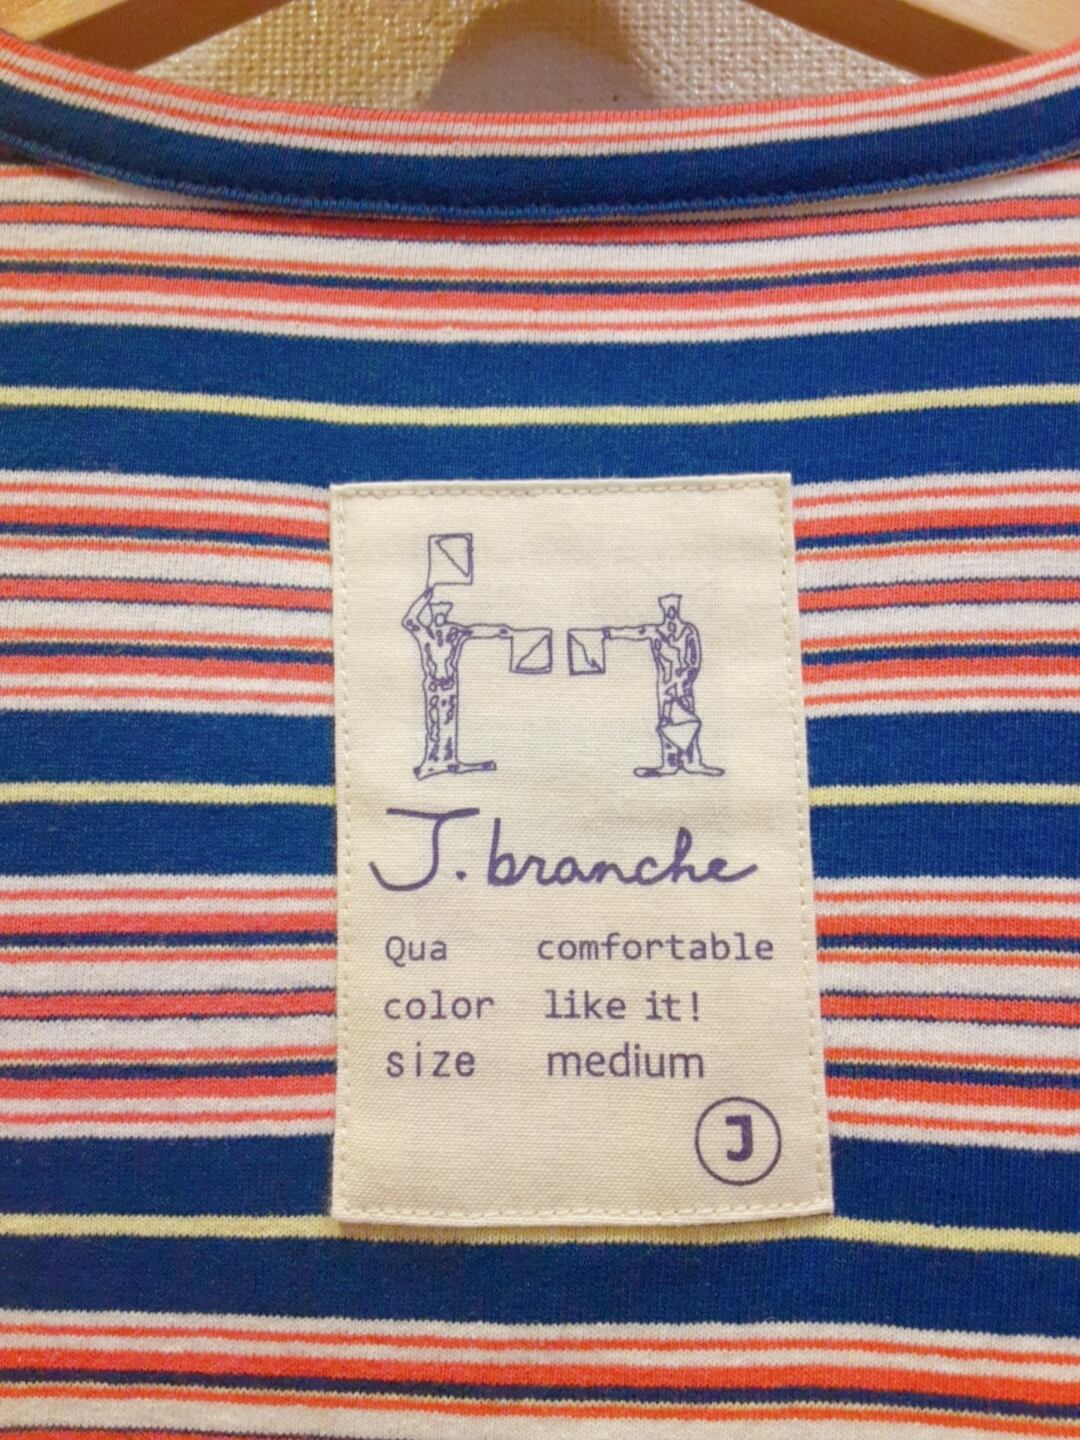 J. branche
Qua comfortable
color like it!
size medium
J